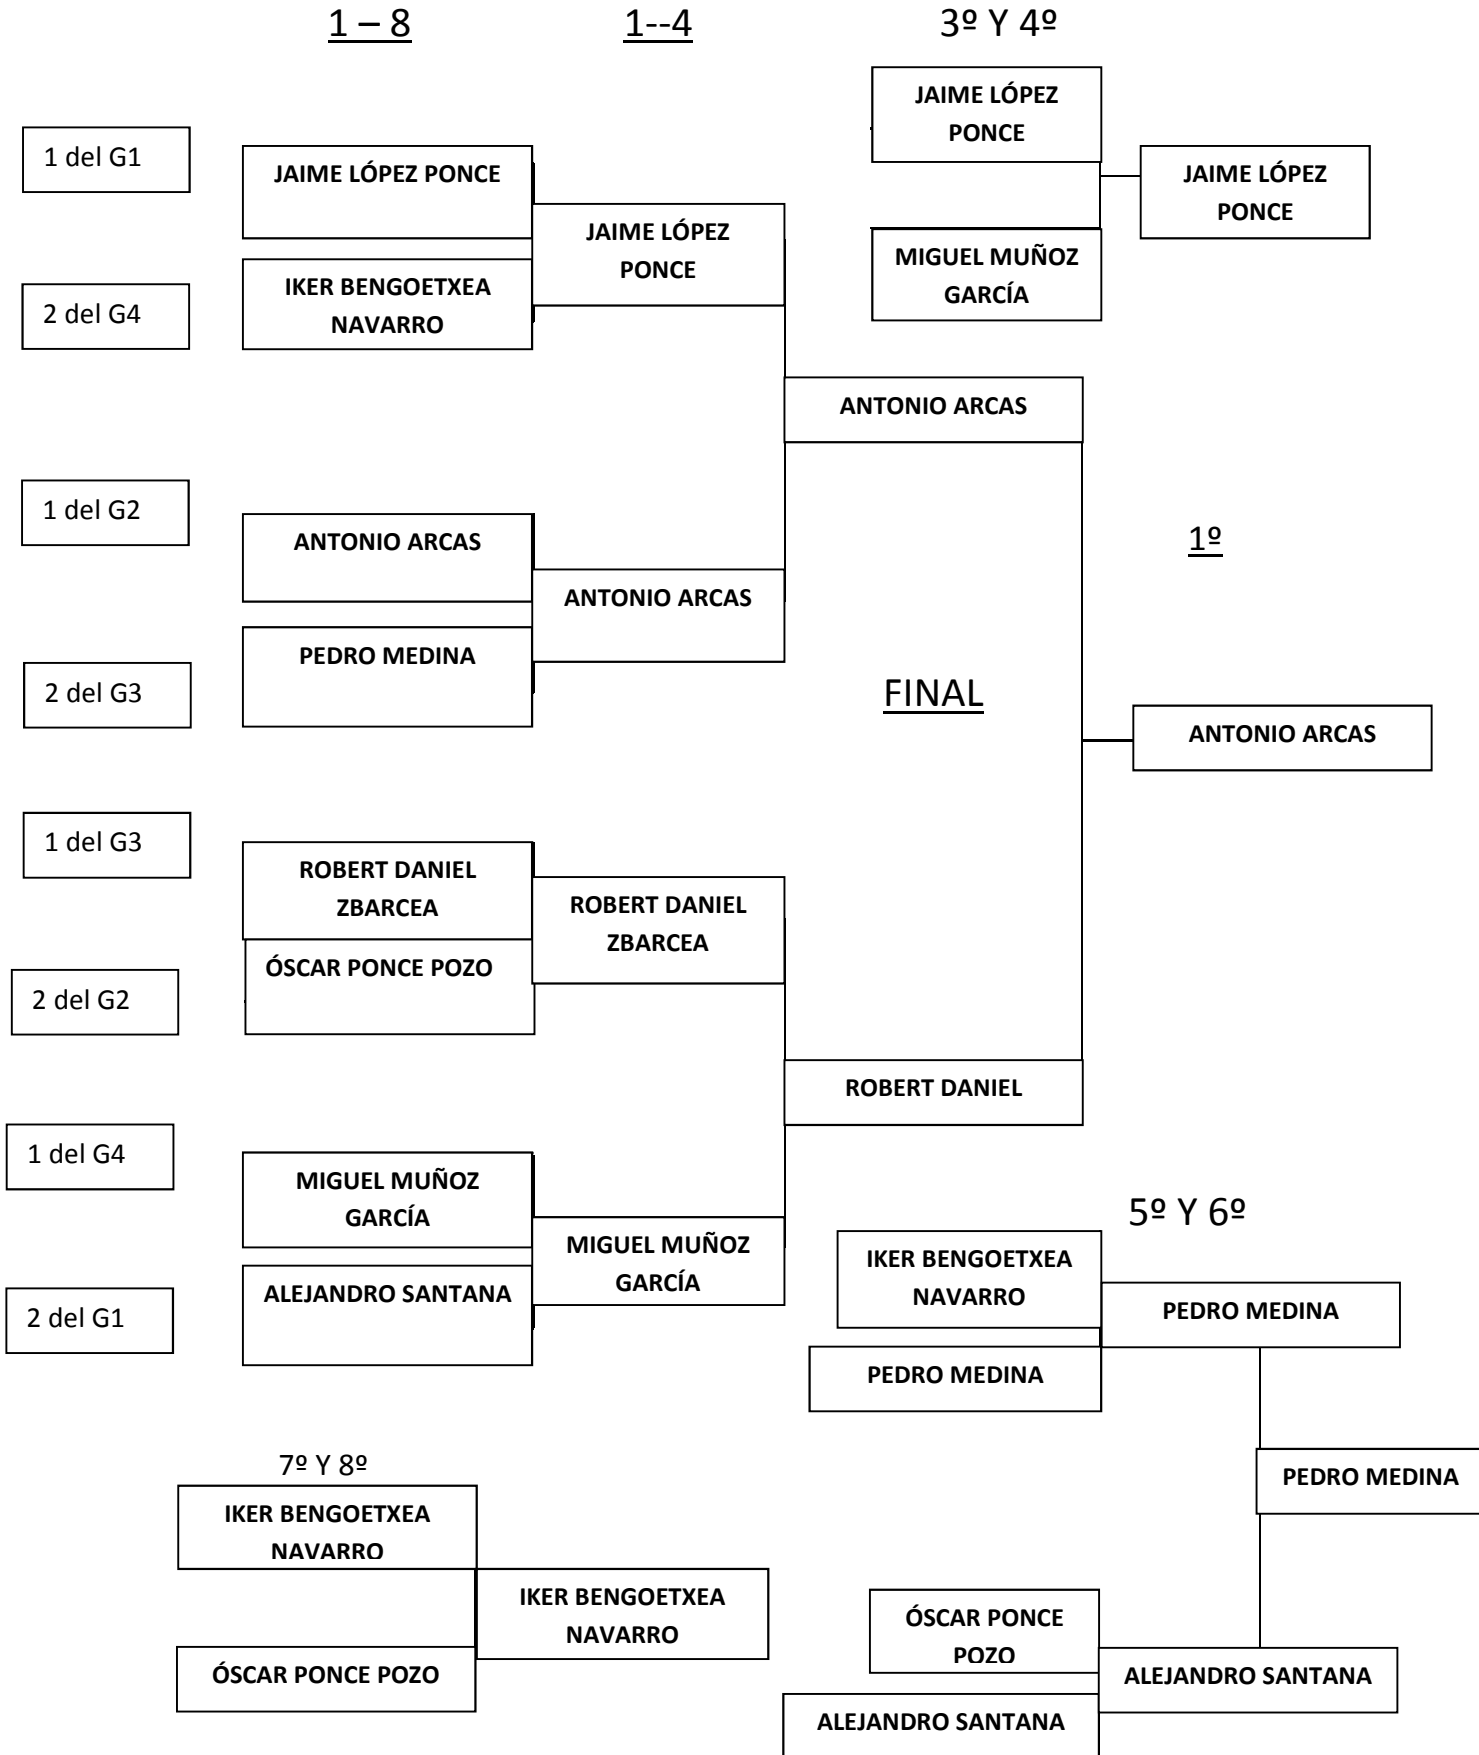 1 – 8
1--4
3º Y 4º
JAIME LÓPEZ
PONCE
1 del G1
JAIME LÓPEZ PONCE
JAIME LÓPEZ
PONCE
JAIME LÓPEZ
PONCE
MIGUEL MUÑOZ
GARCÍA
2 del G4
IKER BENGOETXEA
NAVARRO
ANTONIO ARCAS
1 del G2
ANTONIO ARCAS
1º
ANTONIO ARCAS
2 del G3
PEDRO MEDINA
FINAL
ANTONIO ARCAS
1 del G3
ROBERT DANIEL
ZBARCEA
ROBERT DANIEL
ZBARCEA
2 del G2
ÓSCAR PONCE POZO
ROBERT DANIEL
1 del G4
MIGUEL MUÑOZ
GARCÍA
MIGUEL MUÑOZ
GARCÍA
2 del G1
ALEJANDRO SANTANA
5º Y 6º
IKER BENGOETXEA
NAVARRO
PEDRO MEDINA
PEDRO MEDINA
PEDRO MEDINA
7º Y 8º
IKER BENGOETXEA
NAVARRO
IKER BENGOETXEA
NAVARRO
ÓSCAR PONCE POZO
ÓSCAR PONCE
POZO
ALEJANDRO SANTANA
ALEJANDRO SANTANA